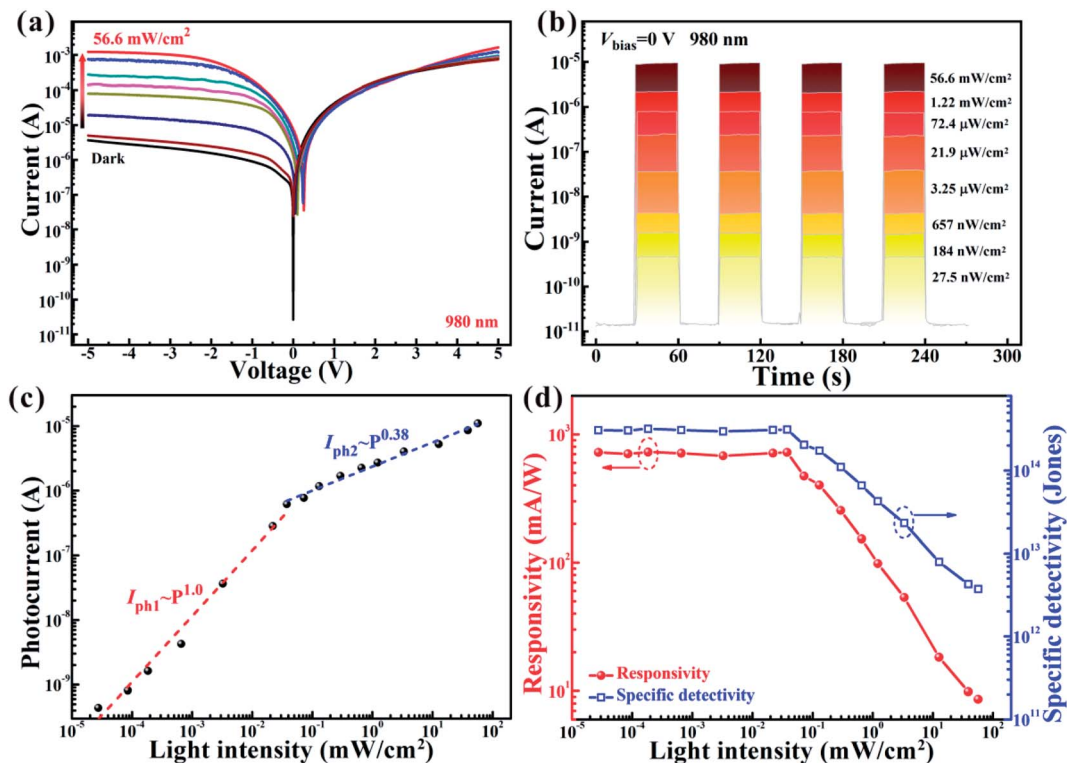 (a)
56.6 mW/cm²
Dark
980 nm
Current (A)
10⁻³
10⁻⁴
10⁻⁵
10⁻⁶
10⁻⁷
10⁻⁸
10⁻⁹
10⁻¹⁰
10⁻¹¹
-5 -4 -3 -2 -1 0 1 2 3 4 5
Voltage (V)
(b)
V_bias=0 V 980 nm
56.6 mW/cm²
1.22 mW/cm²
72.4 μW/cm²
21.9 μW/cm²
3.25 μW/cm²
657 nW/cm²
184 nW/cm²
27.5 nW/cm²
Current (A)
10⁻⁵
10⁻⁶
10⁻⁷
10⁻⁸
10⁻⁹
10⁻¹⁰
10⁻¹¹
0 60 120 180 240 300
Time (s)
(c)
I_ph2~P^0.38
I_ph1~P^1.0
Photocurrent (A)
10⁻⁵
10⁻⁶
10⁻⁷
10⁻⁸
10⁻⁹
10⁻⁵ 10⁻⁴ 10⁻³ 10⁻² 10⁻¹ 10⁰ 10¹ 10²
Light intensity (mW/cm²)
(d)
Responsivity (mA/W)
10³
10²
10¹
Responsivity
Specific detectivity
10¹⁴
10¹³
10¹²
10¹¹
Specific detectivity (Jones)
10⁻⁵ 10⁻⁴ 10⁻³ 10⁻² 10⁻¹ 10⁰ 10¹ 10²
Light intensity (mW/cm²)